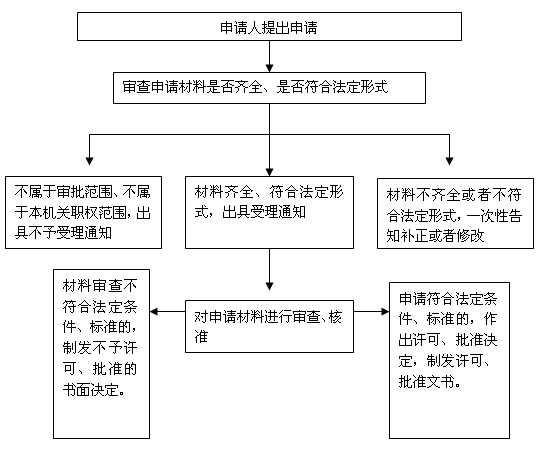 申请人提出申请
审查申请材料是否齐全、是否符合法定形式
不属于审批范围、不属
于本机关职权范围，出
具不予受理通知
材料齐全、符合法定形
式，出具受理通知
材料不齐全或者不符
合法定形式，一次性告
知补正或者修改
材料审查不
符合法定条
件、标准的，
制发不予许
可、批准的
书面决定。
对申请材料进行审查、核
准
申请符合法定条
件、标准的，作
出许可、批准决
定，制发许可、
批准文书。